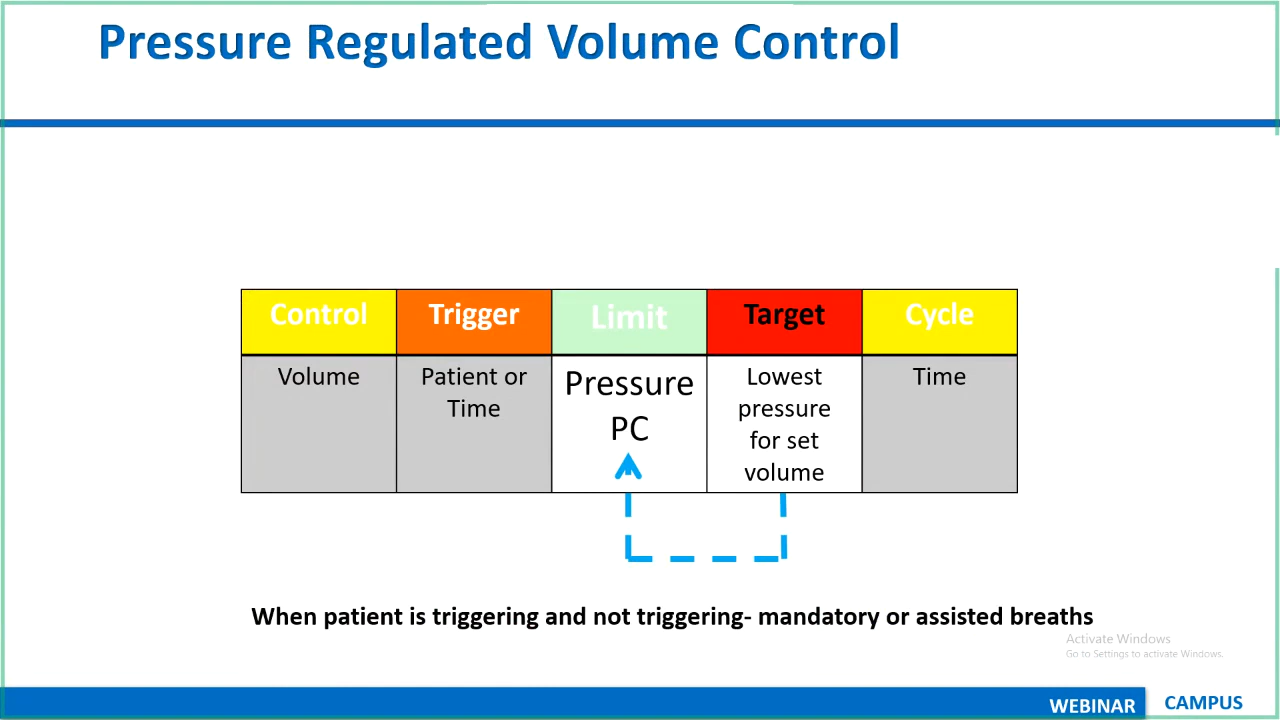 Pressure Regulated Volume Control
Control Trigger Limit Target Cycle
Volume
Patient or
Time
Pressure
PC
Lowest
pressure
for set
volume
Time
When patient is triggering and not triggering- mandatory or assisted breaths
Activate Windows
Go to Settings to activate Windows.
WEBINAR CAMPUS